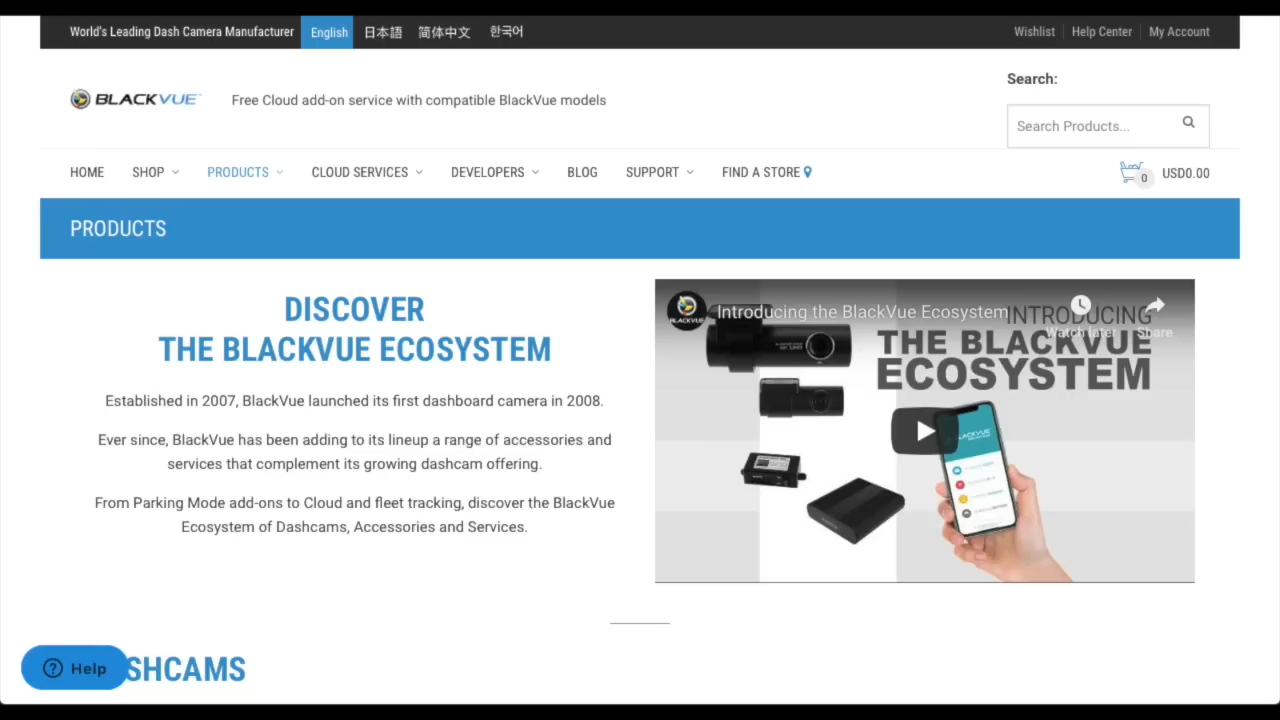 World's Leading Dash Camera Manufacturer English 日本語 简体中文 한국어 Wishlist Help Center My Account
Search:
BLACKVUE Free Cloud add-on service with compatible BlackVue models
Search Products...
HOME SHOP PRODUCTS CLOUD SERVICES DEVELOPERS BLOG SUPPORT FIND A STORE 0 USD0.00
PRODUCTS
DISCOVER
THE BLACKVUE ECOSYSTEM
Established in 2007, BlackVue launched its first dashboard camera in 2008.
Ever since, BlackVue has been adding to its lineup a range of accessories and
services that complement its growing dashcam offering.
From Parking Mode add-ons to Cloud and fleet tracking, discover the BlackVue
Ecosystem of Dashcams, Accessories and Services.
BLACKVUE
Introducing the BlackVue Ecosystem
Watch later Share
INTRODUCING
THE BLACKVUE
ECOSYSTEM
BLACKVUE
Help
SHCAMS